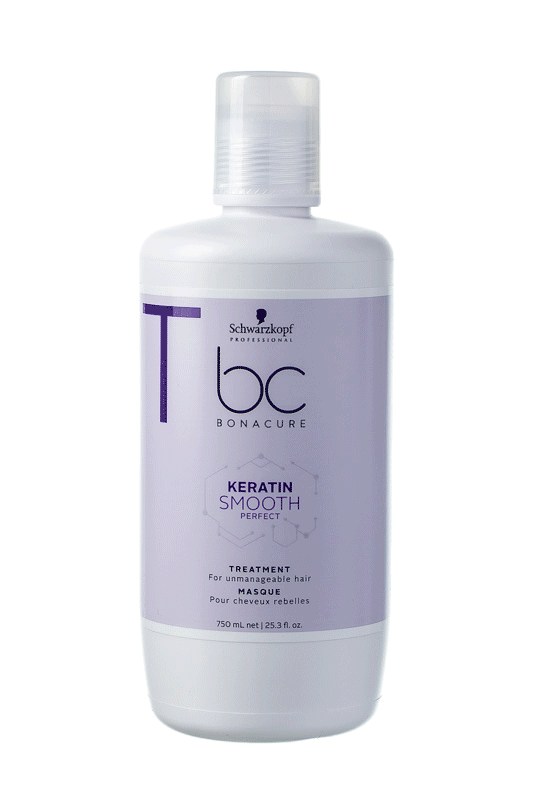 T
Schwarzkopf
PROFESSIONAL
bc
BONACURE
KERATIN
SMOOTH
PERFECT
TREATMENT
For unmanageable hair
MASQUE
Pour cheveux rebelles
750 mL net | 25.3 fl. oz.